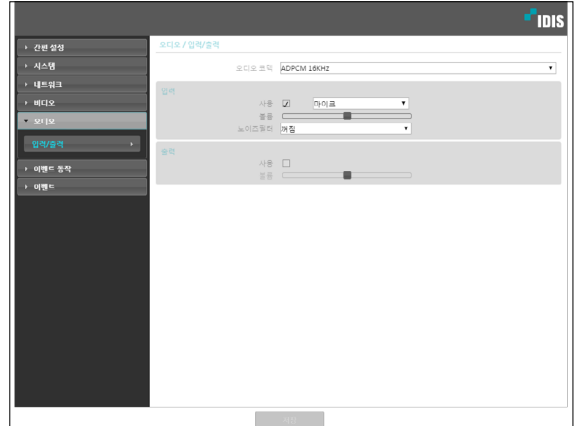 IDIS
간편 설정
시스템
네트워크
비디오
오디오
입력/출력
이벤트 동작
이벤트
오디오 / 입력/출력
오디오 코덱 ADPCM 16KHz
입력
사용 마이크
볼륨
노이즈필터 꺼짐
출력
사용
볼륨
저장